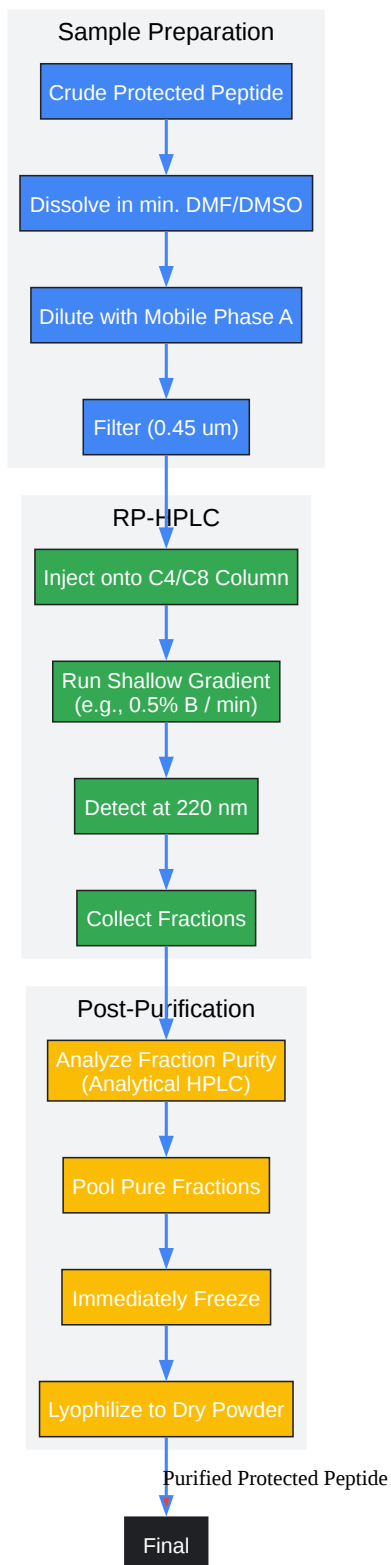 Sample Preparation
Crude Protected Peptide
Dissolve in min. DMF/DMSO
Dilute with Mobile Phase A
Filter (0.45 um)
RP-HPLC
Inject onto C4/C8 Column
Run Shallow Gradient
(e.g., 0.5% B / min)
Detect at 220 nm
Collect Fractions
Post-Purification
Analyze Fraction Purity
(Analytical HPLC)
Pool Pure Fractions
Immediately Freeze
Lyophilize to Dry Powder
Purified Protected Peptide
Final